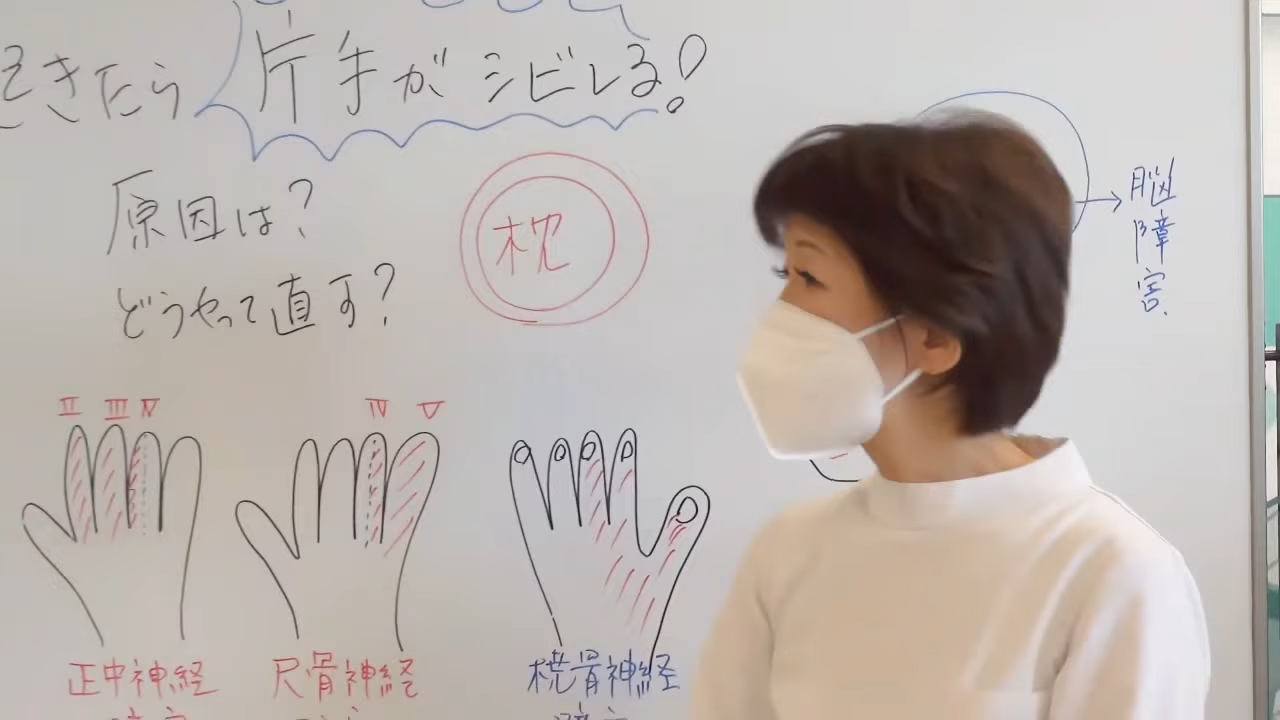 おきたら片手がシビレる!
原因は?
どうやって直す?
枕
脳障害
II III IV
IV V
正中神経
尺骨神経
橈骨神経